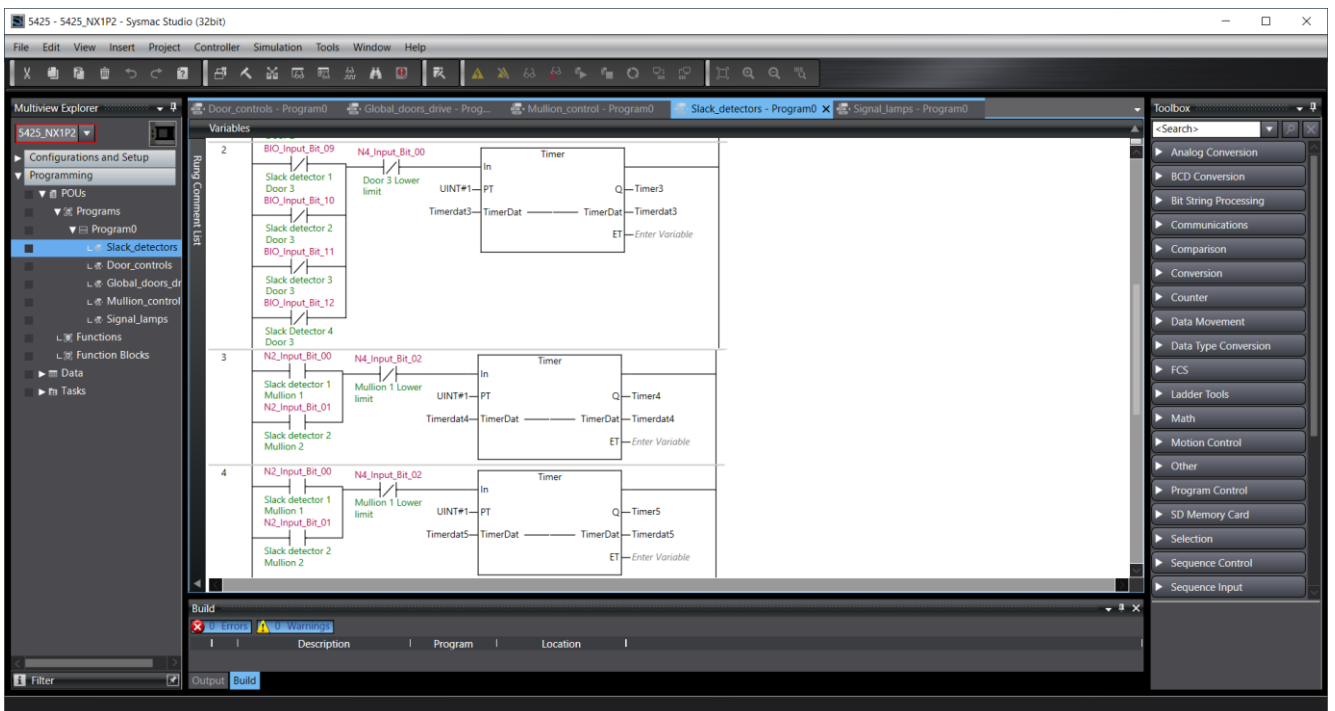 5425 - 5425_NX1P2 - Sysmac Studio (32bit)
File Edit View Insert Project Controller Simulation Tools Window Help
Multiview Explorer
5425_NX1P2
Configurations and Setup
Programming
POUs
Programs
Program0
Slack_detectors
Door_controls
Global_doors_dr
Mullion_control
Signal_lamps
Functions
Function Blocks
Data
Tasks
Filter
Door_controls - Program0 Global_doors_drive - Prog... Mullion_control - Program0 Slack_detectors - Program0 Signal_lamps - Program0
Variables
Rung Comment List
2
BIO_Input_Bit_09
Slack detector 1
Door 3
BIO_Input_Bit_10
Slack detector 2
Door 3
BIO_Input_Bit_11
Slack detector 3
Door 3
BIO_Input_Bit_12
Slack Detector 4
Door 3
N4_Input_Bit_00
Door 3 Lower
limit
Timer
In
UINT#1 PT Q Timer3
Timerdat3 TimerDat TimerDat Timerdat3
ET Enter Variable
3
N2_Input_Bit_00
Slack detector 1
Mullion 1
N2_Input_Bit_01
Slack detector 2
Mullion 2
N4_Input_Bit_02
Mullion 1 Lower
limit
Timer
In
UINT#1 PT Q Timer4
Timerdat4 TimerDat TimerDat Timerdat4
ET Enter Variable
4
N2_Input_Bit_00
Slack detector 1
Mullion 1
N2_Input_Bit_01
Slack detector 2
Mullion 2
N4_Input_Bit_02
Mullion 1 Lower
limit
Timer
In
UINT#1 PT Q Timer5
Timerdat5 TimerDat TimerDat Timerdat5
ET Enter Variable
Build
0 Errors 0 Warnings
Description Program Location
Output Build
Toolbox
<Search>
Analog Conversion
BCD Conversion
Bit String Processing
Communications
Comparison
Conversion
Counter
Data Movement
Data Type Conversion
FCS
Ladder Tools
Math
Motion Control
Other
Program Control
SD Memory Card
Selection
Sequence Control
Sequence Input